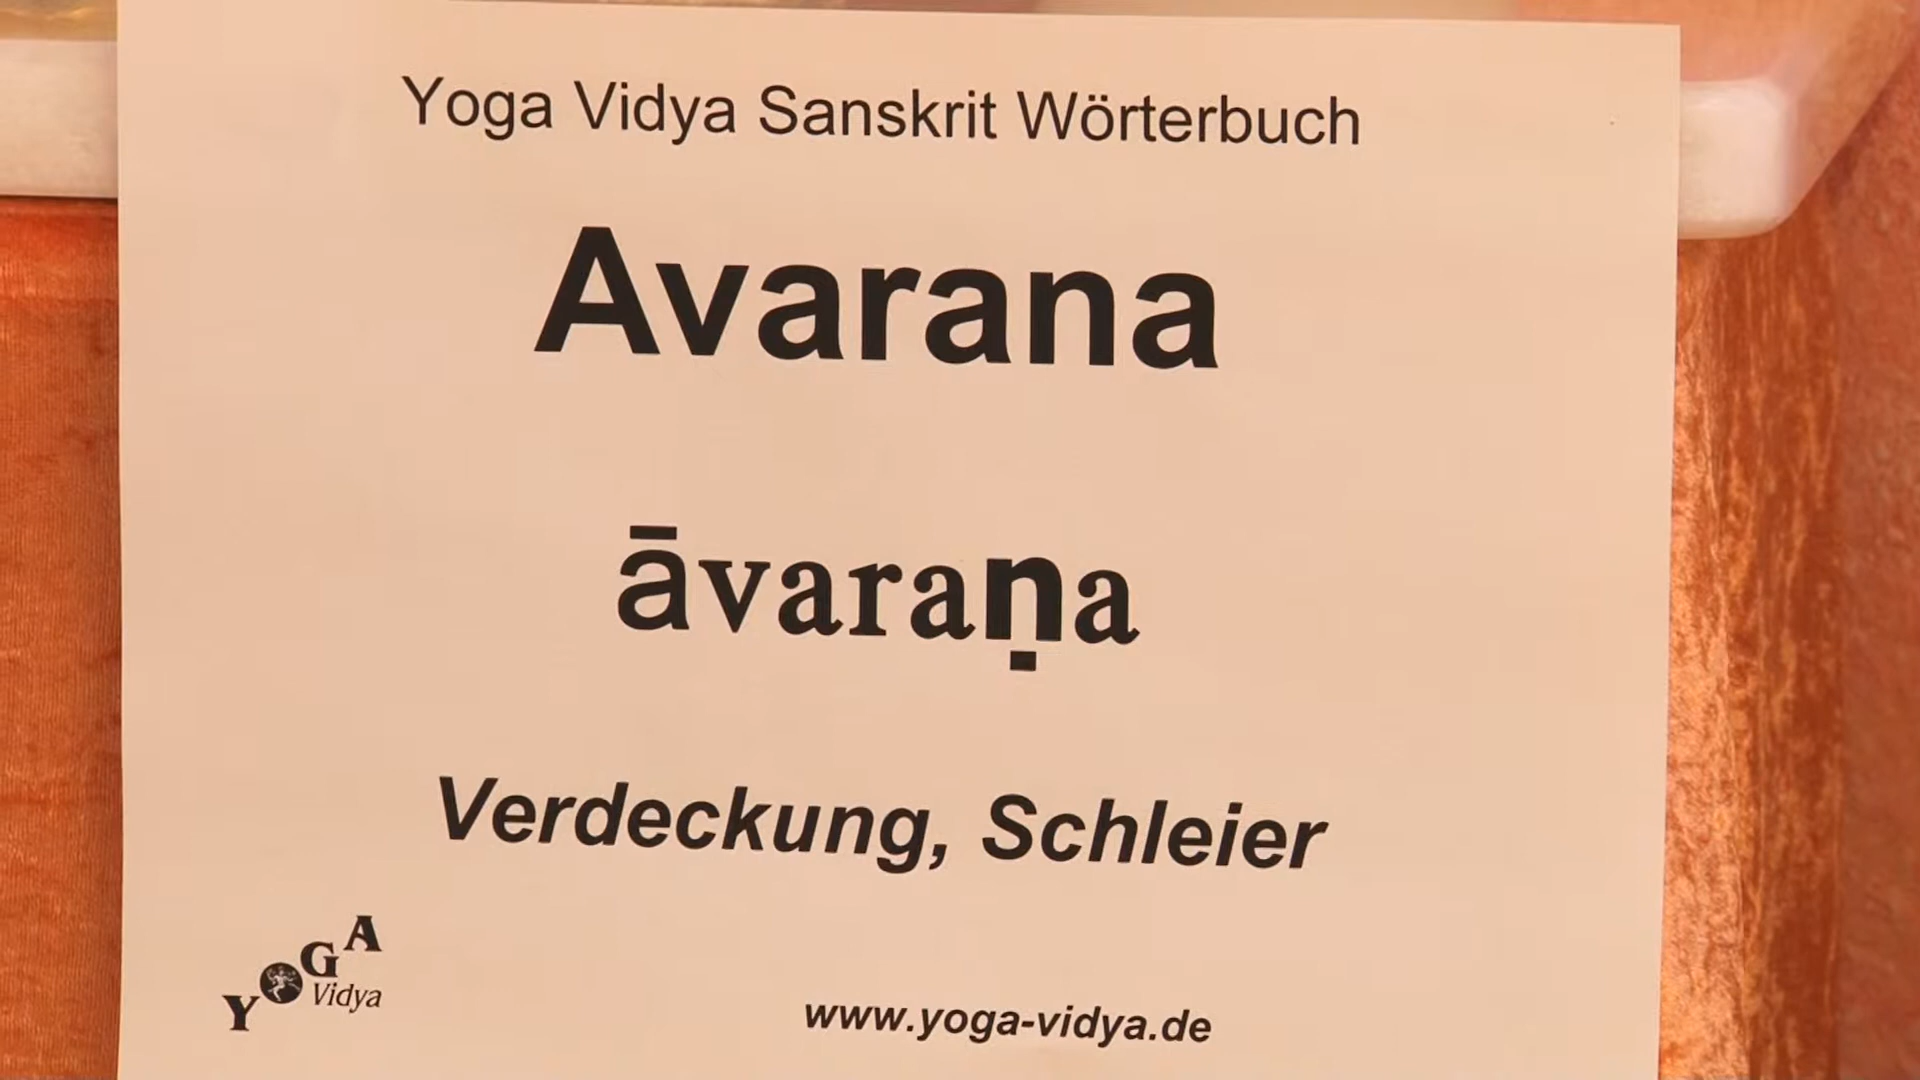 Yoga Vidya Sanskrit Wörterbuch
Avarana
āvaraṇa
Verdeckung, Schleier
YOGA
Vidya
www.yoga-vidya.de